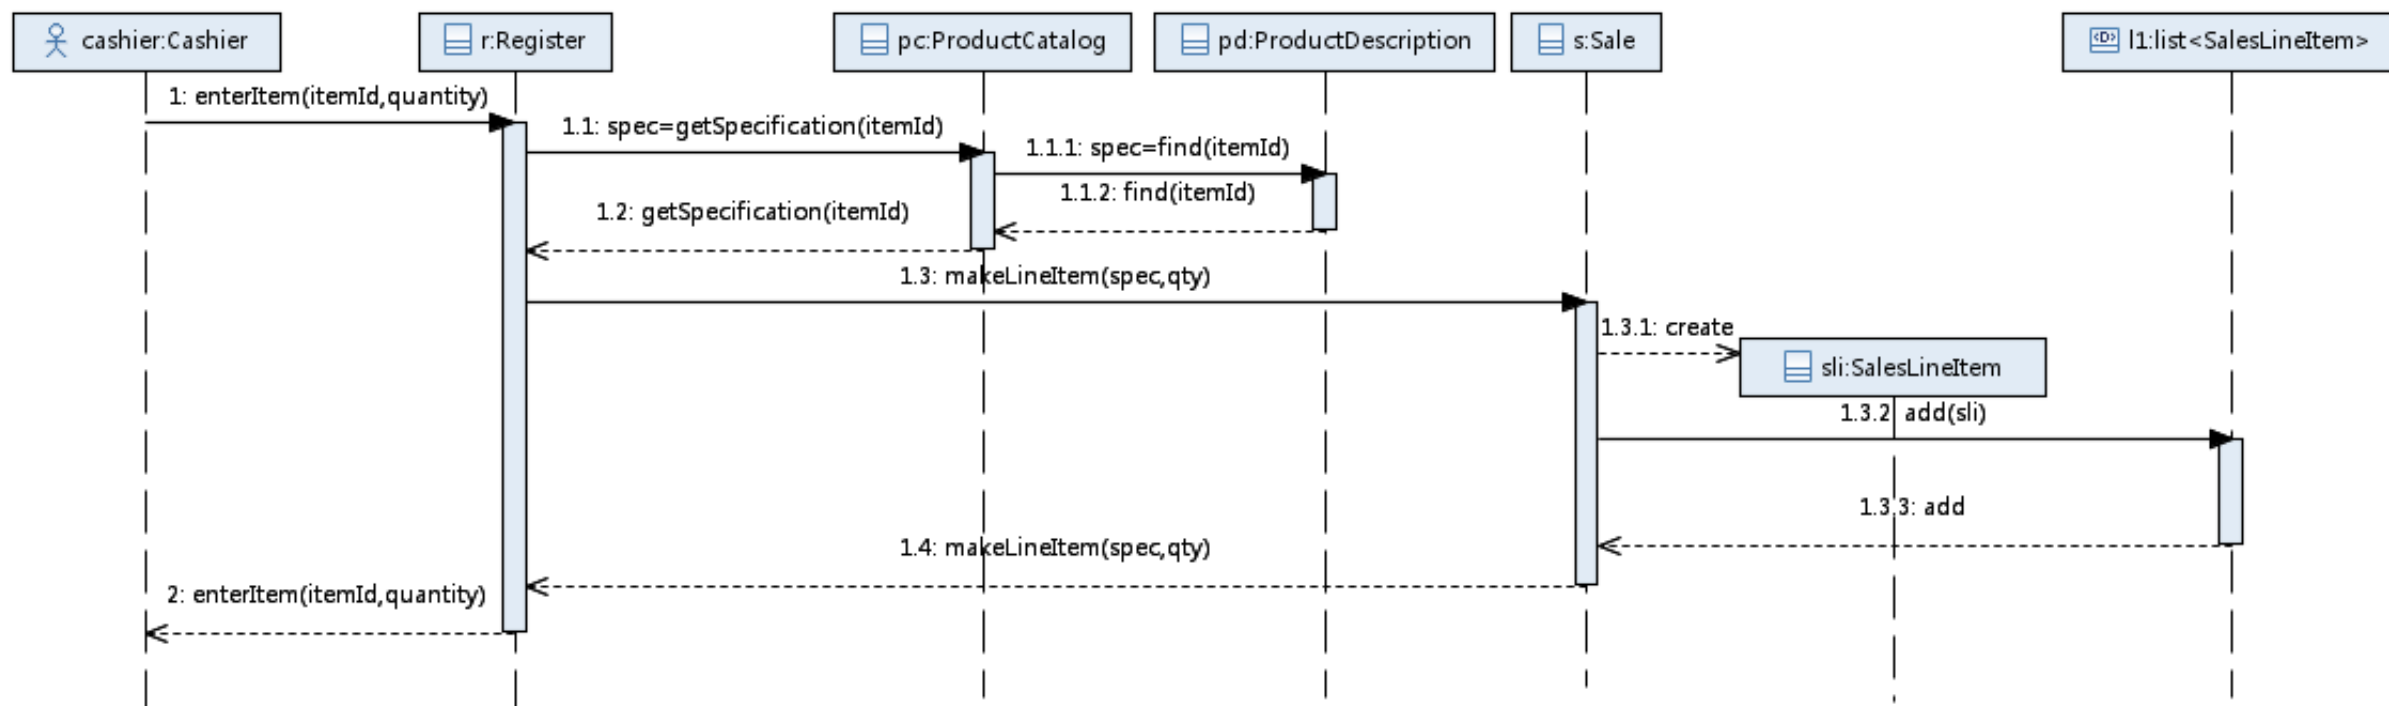 cashier:Cashier
r:Register
pc:ProductCatalog
pd:ProductDescription
s:Sale
l1:list<SalesLineItem>
1: enterItem(itemId,quantity)
1.1: spec=getSpecification(itemId)
1.1.1: spec=find(itemId)
1.1.2: find(itemId)
1.2: getSpecification(itemId)
1.3: makeLineItem(spec,qty)
1.3.1: create
sli:SalesLineItem
1.3.2 add(sli)
1.3.3: add
1.4: makeLineItem(spec,qty)
2: enterItem(itemId,quantity)